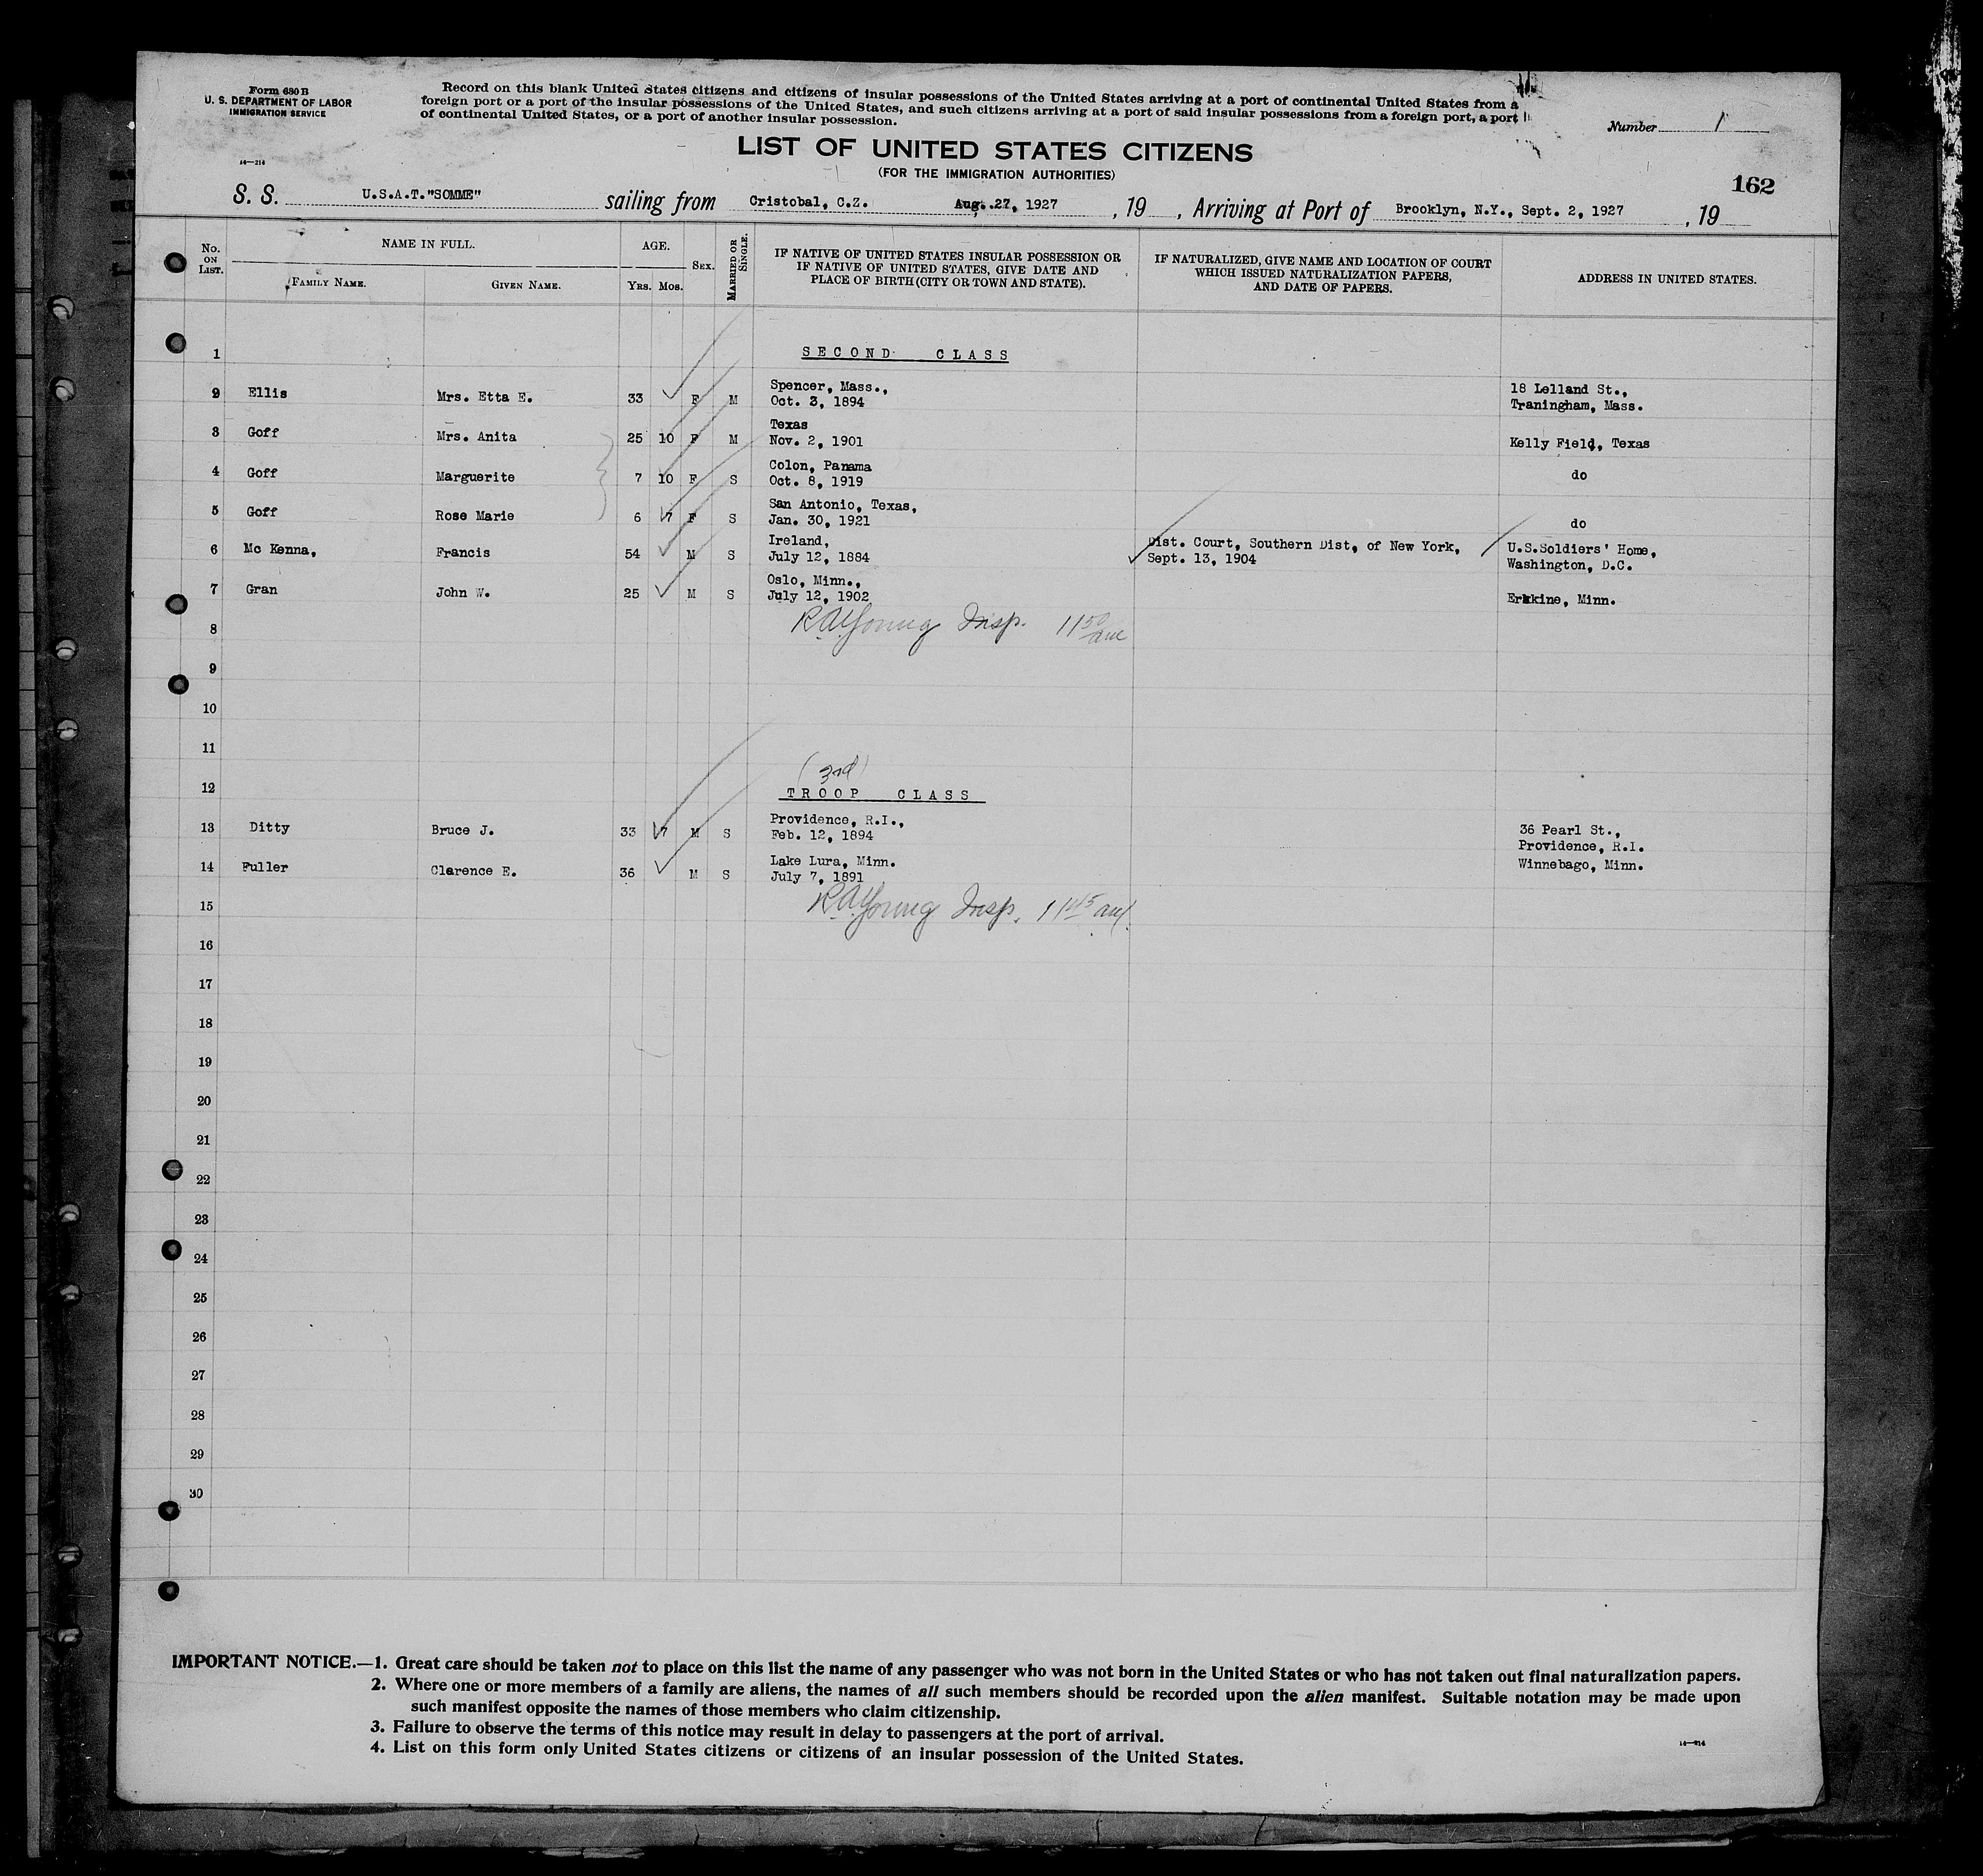 Form 630 B
U. S. DEPARTMENT OF LABOR
IMMIGRATION SERVICE
14—214
Record on this blank United States citizens and citizens of insular possessions of the United States arriving at a port of continental United States from a
foreign port or a port of the insular possessions of the United States, and such citizens arriving at a port of said insular possessions from a foreign port, a port
of continental United States, or a port of another insular possession.
Number 1
LIST OF UNITED STATES CITIZENS
(FOR THE IMMIGRATION AUTHORITIES)
162
S. S. U.S.A.T."SOMME" sailing from Cristobal, C.Z. Aug. 27, 1927 , 19 , Arriving at Port of Brooklyn, N.Y., Sept. 2, 1927 , 19
No. ON LIST.
NAME IN FULL.
FAMILY NAME. GIVEN NAME.
AGE.
YRS. MOS.
SEX.
MARRIED OR SINGLE.
IF NATIVE OF UNITED STATES INSULAR POSSESSION OR
IF NATIVE OF UNITED STATES, GIVE DATE AND
PLACE OF BIRTH (CITY OR TOWN AND STATE).
IF NATURALIZED, GIVE NAME AND LOCATION OF COURT
WHICH ISSUED NATURALIZATION PAPERS,
AND DATE OF PAPERS.
ADDRESS IN UNITED STATES.
1 SECOND CLASS
2 Ellis Mrs. Etta E. 33 F M Spencer, Mass., 18 Lelland St.,
Oct. 3, 1894 Traningham, Mass.
3 Goff Mrs. Anita 25 10 F M Texas
Nov. 2, 1901 Kelly Field, Texas
4 Goff Marguerite 7 10 F S Colon, Panama
Oct. 8, 1919 do
5 Goff Rose Marie 6 7 F S San Antonio, Texas,
Jan. 30, 1921 do
6 Mc Kenna, Francis 54 M S Ireland, Dist. Court, Southern Dist, of New York, U.S.Soldiers' Home,
July 12, 1884 Sept. 13, 1904 Washington, D.C.
7 Gran John W. 25 M S Oslo, Minn.,
July 12, 1902 Erskine, Minn.
8 RAYoung Insp. 11 50 am
9
10
11
(3rd)
12 TROOP CLASS
13 Ditty Bruce J. 33 7 M S Providence, R.I., 36 Pearl St.,
Feb. 12, 1894 Providence, R.I.
14 Fuller Clarence E. 36 M S Lake Lura, Minn. Winnebago, Minn.
July 7, 1891
15 RAYoung Insp. 11 45 am
16
17
18
19
20
21
22
23
24
25
26
27
28
29
30
IMPORTANT NOTICE.—1. Great care should be taken not to place on this list the name of any passenger who was not born in the United States or who has not taken out final naturalization papers.
2. Where one or more members of a family are aliens, the names of all such members should be recorded upon the alien manifest. Suitable notation may be made upon
such manifest opposite the names of those members who claim citizenship.
3. Failure to observe the terms of this notice may result in delay to passengers at the port of arrival.
4. List on this form only United States citizens or citizens of an insular possession of the United States.
14—214